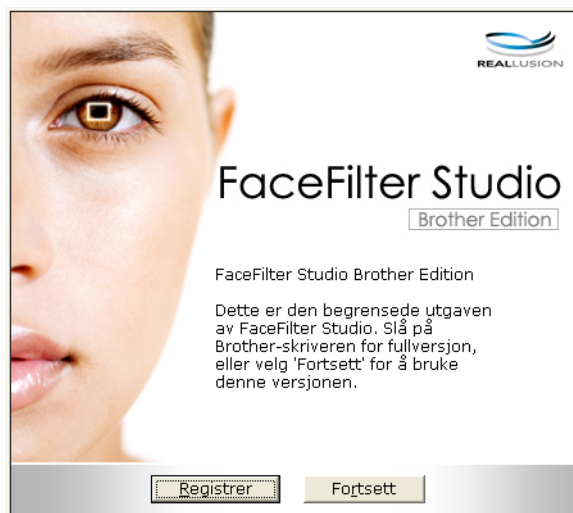 REALLUSION
FaceFilter Studio
Brother Edition
FaceFilter Studio Brother Edition
Dette er den begrensede utgaven
av FaceFilter Studio. Slå på
Brother-skriveren for fullversjon,
eller velg 'Fortsett' for å bruke
denne versjonen.
Registrer
Fortsett